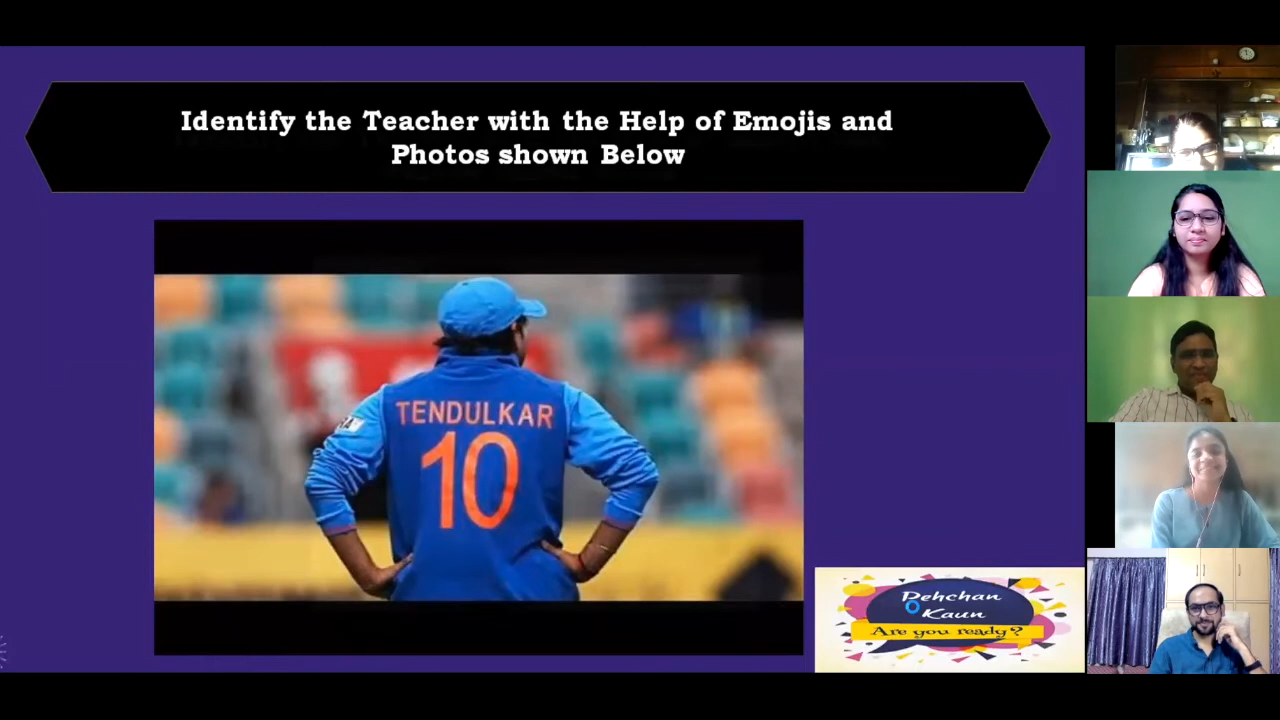 Identify the Teacher with the Help of Emojis and
Photos shown Below
TENDULKAR
10
Pehchan
Kaun
Are you ready?